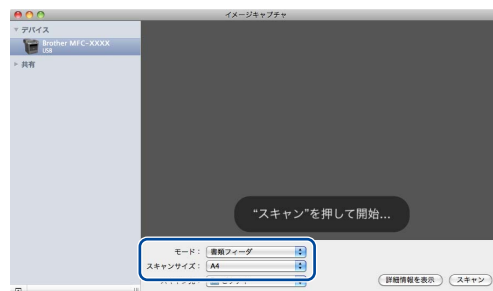 イメージキャプチャ
デバイス
Brother MFC-XXXX
USB
共有
"スキャン"を押して開始...
モード： 書類フィーダ
スキャンサイズ： A4
詳細情報を表示 スキャン